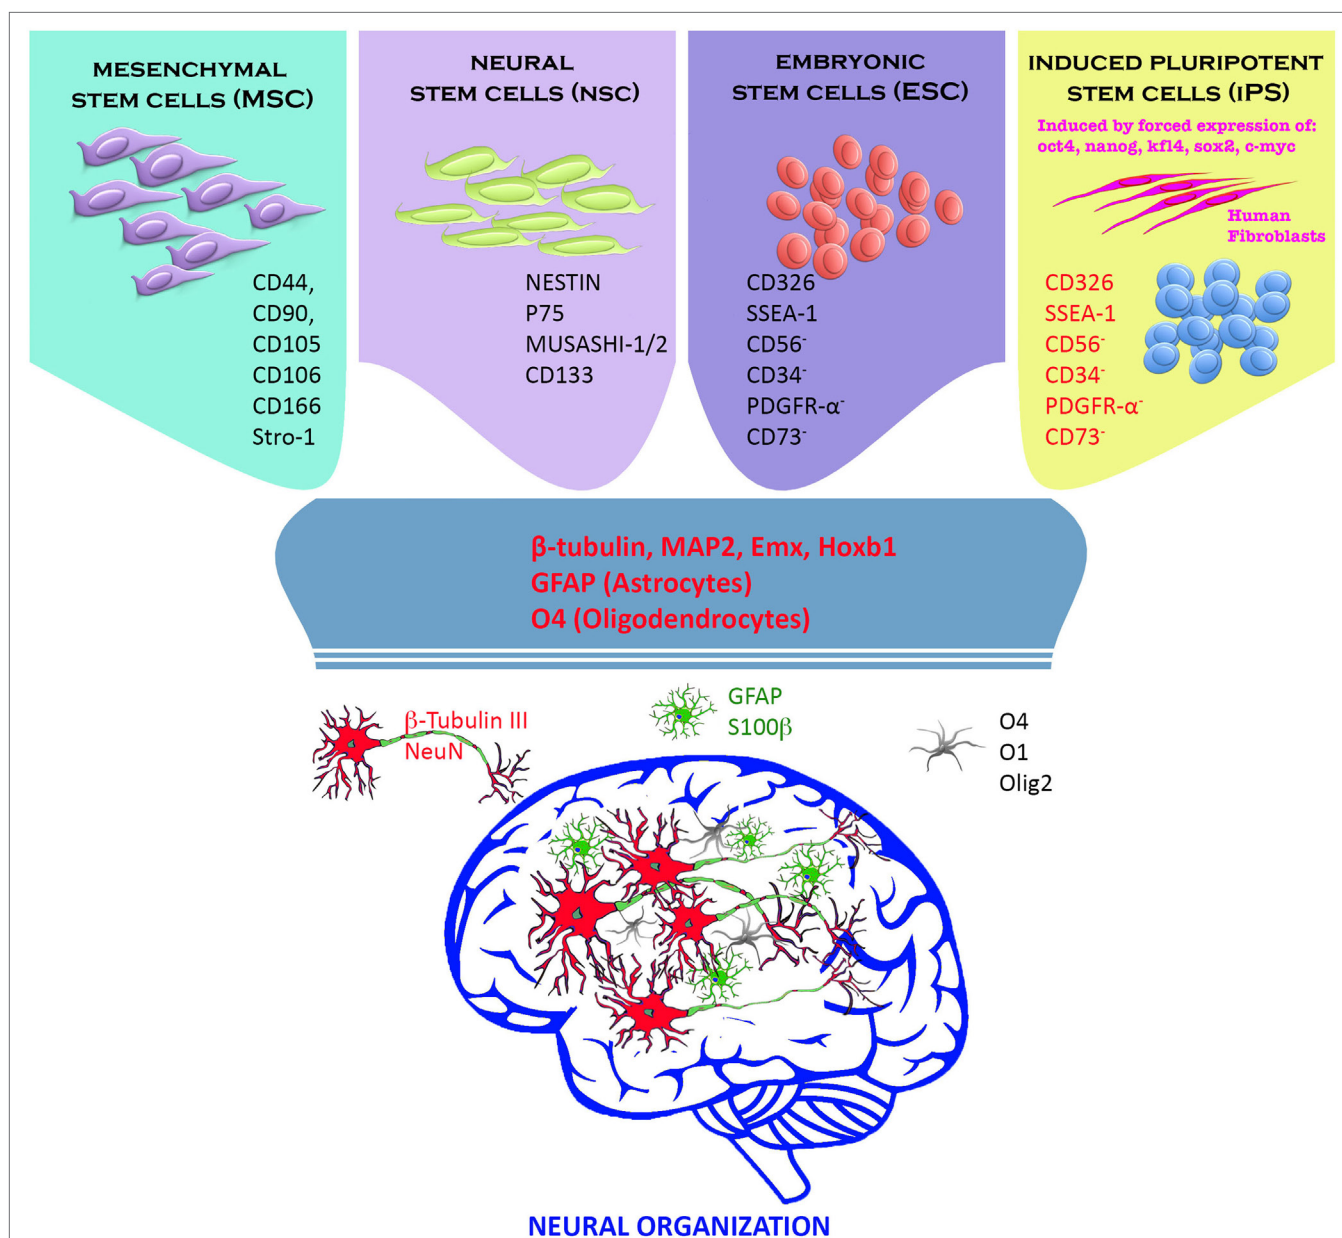 MESENCHYMAL
STEM CELLS (MSC)
CD44,
CD90,
CD105
CD106
CD166
Stro-1
NEURAL
STEM CELLS (NSC)
NESTIN
P75
MUSASHI-1/2
CD133
EMBRYONIC
STEM CELLS (ESC)
CD326
SSEA-1
CD56⁻
CD34⁻
PDGFR-α⁻
CD73⁻
INDUCED PLURIPOTENT
STEM CELLS (iPS)
Induced by forced expression of:
oct4, nanog, kfl4, sox2, c-myc
Human
Fibroblasts
CD326
SSEA-1
CD56⁻
CD34⁻
PDGFR-α⁻
CD73⁻
β-tubulin, MAP2, Emx, Hoxb1
GFAP (Astrocytes)
O4 (Oligodendrocytes)
β-Tubulin III
NeuN
GFAP
S100β
O4
O1
Olig2
NEURAL ORGANIZATION